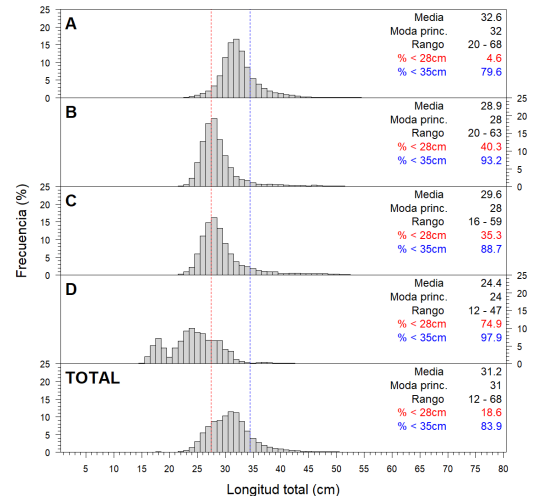 25
20
15
10
5
0
A
Media 32.6
Moda princ. 32
Rango 20 - 68
% < 28cm 4.6
% < 35cm 79.6
B
Media 28.9
Moda princ. 28
Rango 20 - 63
% < 28cm 40.3
% < 35cm 93.2
25
20
15
10
5
0
25
20
15
10
5
0
C
Media 29.6
Moda princ. 28
Rango 16 - 59
% < 28cm 35.3
% < 35cm 88.7
D
Media 24.4
Moda princ. 24
Rango 12 - 47
% < 28cm 74.9
% < 35cm 97.9
25
20
15
10
5
0
25
20
15
10
5
0
TOTAL
Media 31.2
Moda princ. 31
Rango 12 - 68
% < 28cm 18.6
% < 35cm 83.9
Frecuencia (%)
5 10 15 20 25 30 35 40 45 50 55 60 65 70 75 80
Longitud total (cm)